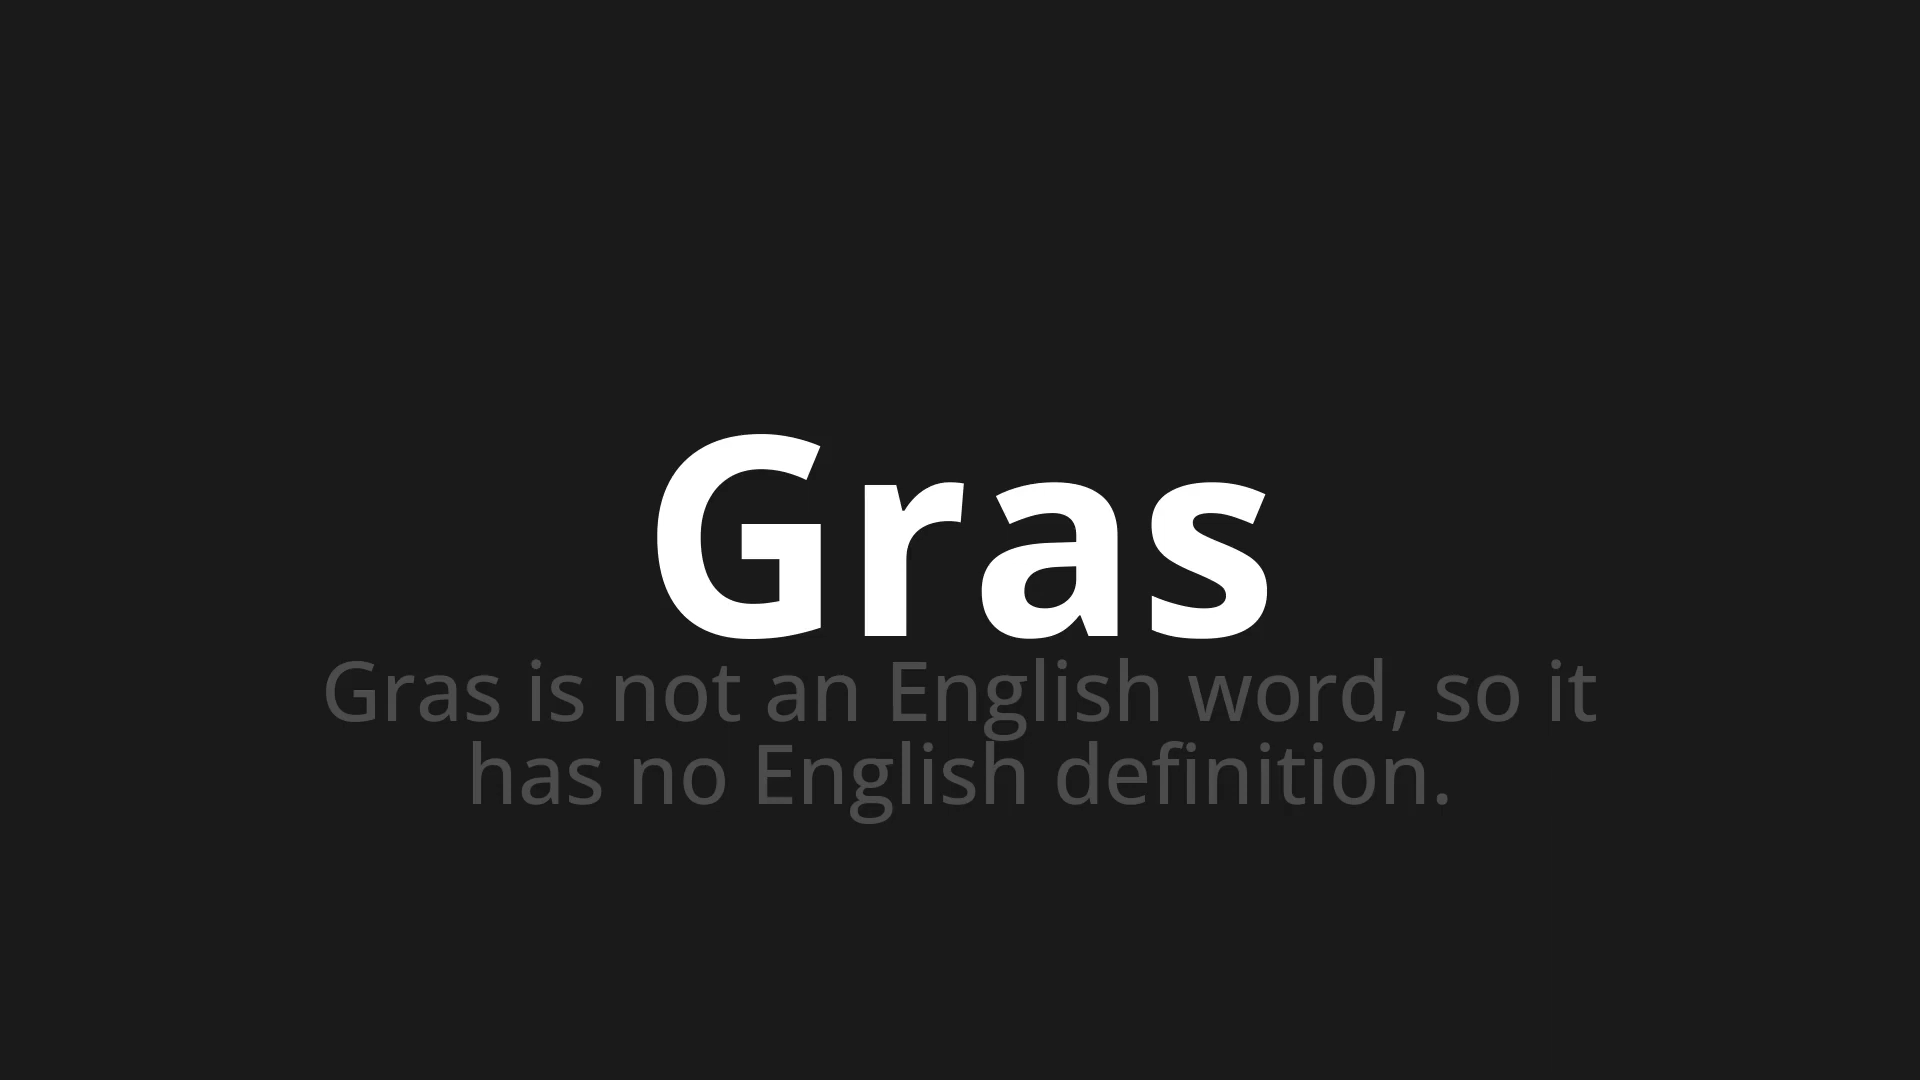 Gras
Gras is not an English word, so it
has no English definition.